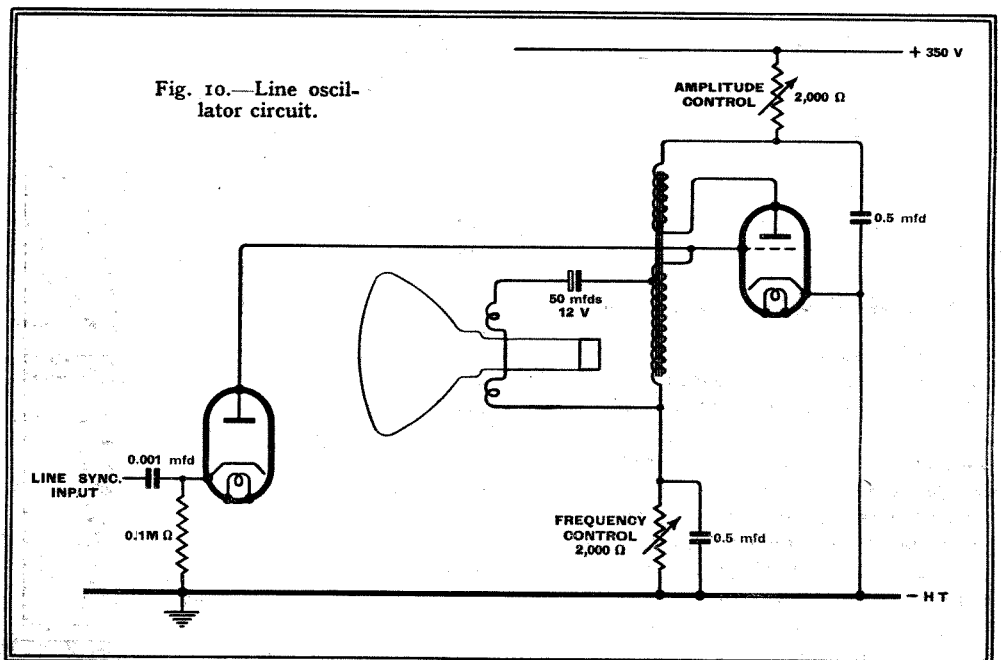 Fig. 10.—Line oscil-
lator circuit.
+ 350 V
AMPLITUDE
CONTROL
2,000 Ω
0.5 mfd
50 mfds
12 V
0.001 mfd
LINE SYNC.
INPUT
0.1M Ω
FREQUENCY
CONTROL
2,000 Ω
0.5 mfd
– H T